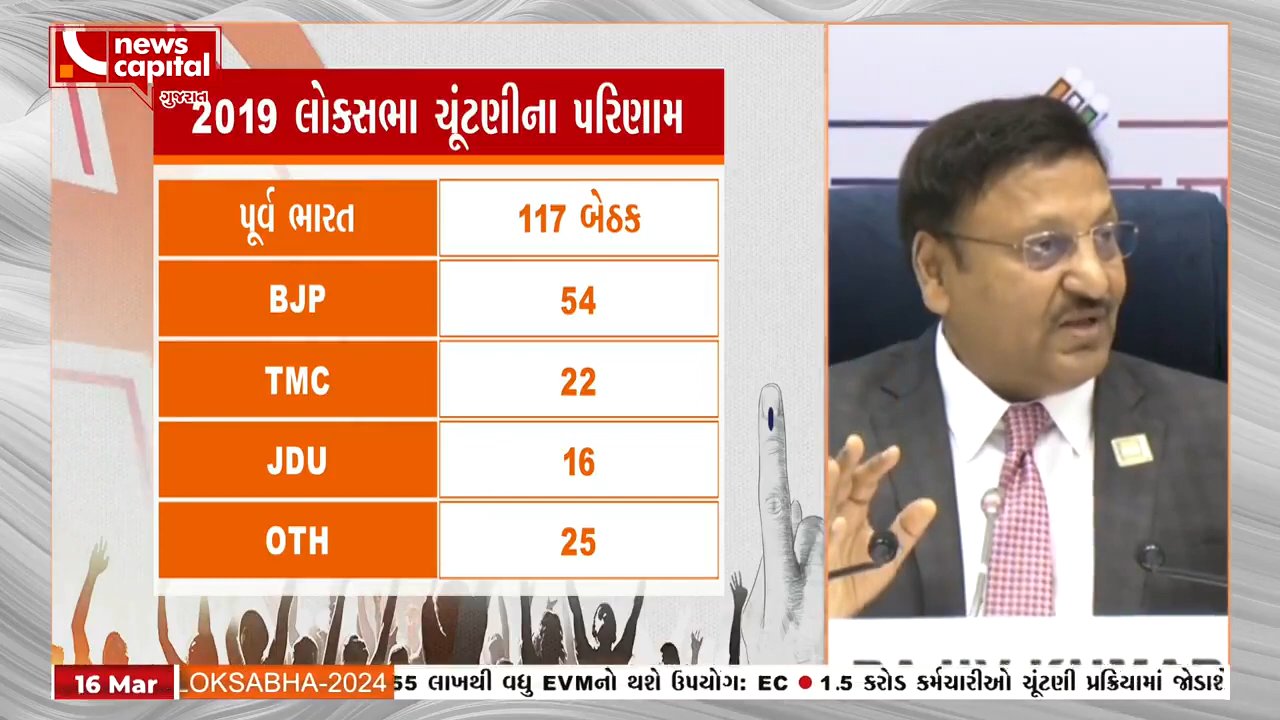 news
capital
ગુજરાત
2019 લોકસભા ચૂંટણીના પરિણામ
પૂર્વ ભારત 117 બેઠક
BJP 54
TMC 22
JDU 16
OTH 25
16 Mar LOKSABHA-2024 55 લાખથી વધુ EVMનો થશે ઉપયોગ: EC ● 1.5 કરોડ કર્મચારીઓ ચૂંટણી પ્રક્રિયામાં જોડાશે